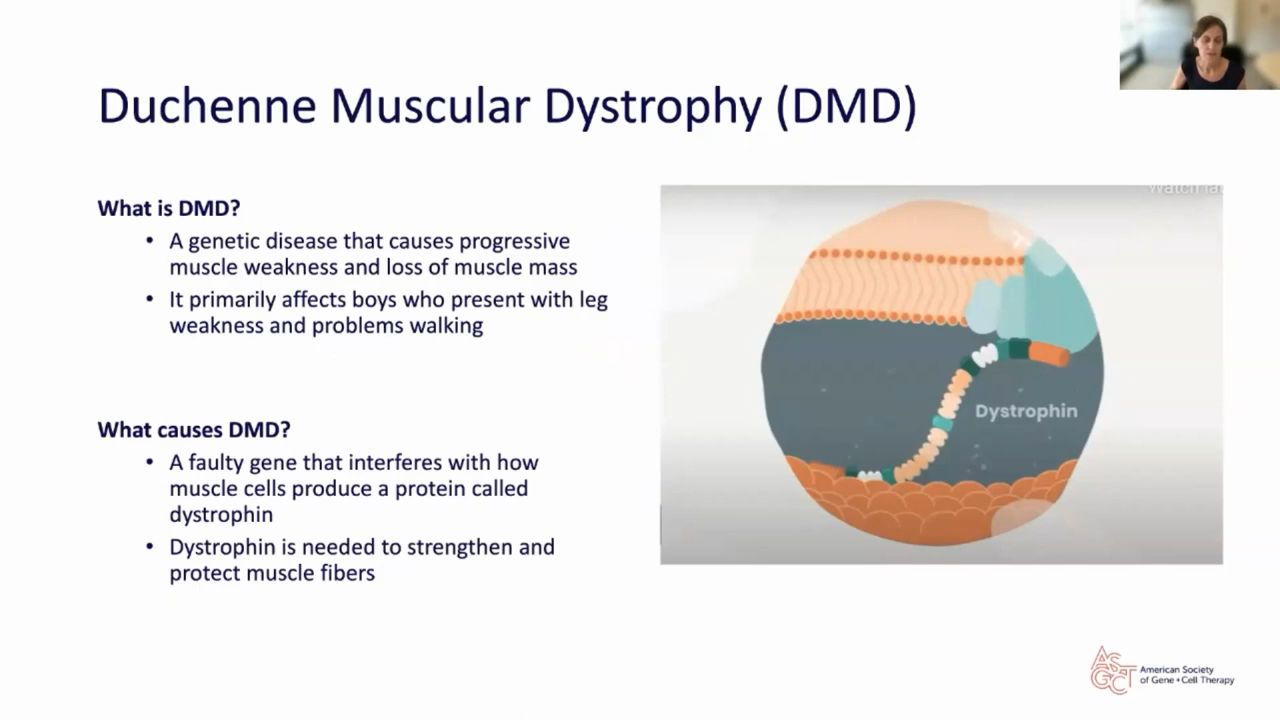 Duchenne Muscular Dystrophy (DMD)
What is DMD?
• A genetic disease that causes progressive
muscle weakness and loss of muscle mass
• It primarily affects boys who present with leg
weakness and problems walking
What causes DMD?
• A faulty gene that interferes with how
muscle cells produce a protein called
dystrophin
• Dystrophin is needed to strengthen and
protect muscle fibers
Dystrophin
ASGCT
American Society
of Gene + Cell Therapy